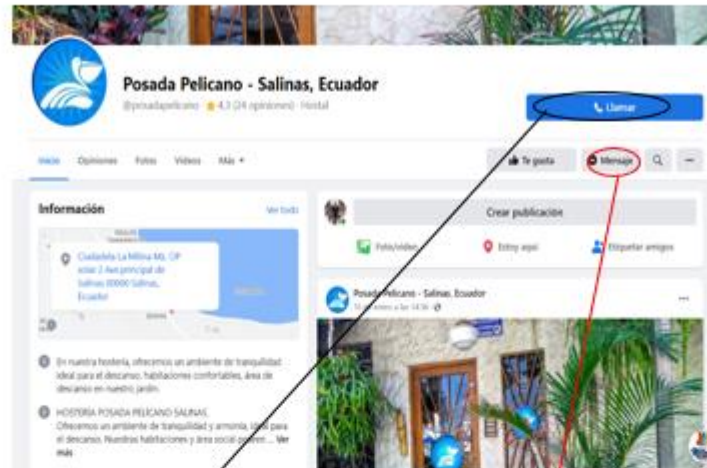 Posada Pelicano - Salinas, Ecuador
@posadapelicano · 4,3 (24 opiniones) · Hostal
Llamar
Inicio Opiniones Fotos Videos Más
Te gusta Mensaje
Información Ver todo
Crear publicación
Foto/video Estoy aquí Etiquetar amigos
Ciudadela La Milina Mz. OP
solar 2 Ave principal de
Salinas 00000 Salinas,
Ecuador
Posada Pelicano - Salinas, Ecuador
En nuestra hostería, ofrecemos un ambiente de tranquilidad
ideal para el descanso, habitaciones confortables, área de
descanso en nuestro jardín.
HOSTERÍA POSADA PELICANO SALINAS.
Ofrecemos un ambiente de tranquilidad y armonía, para
el descanso. Nuestras habitaciones y área social ... Ver
más